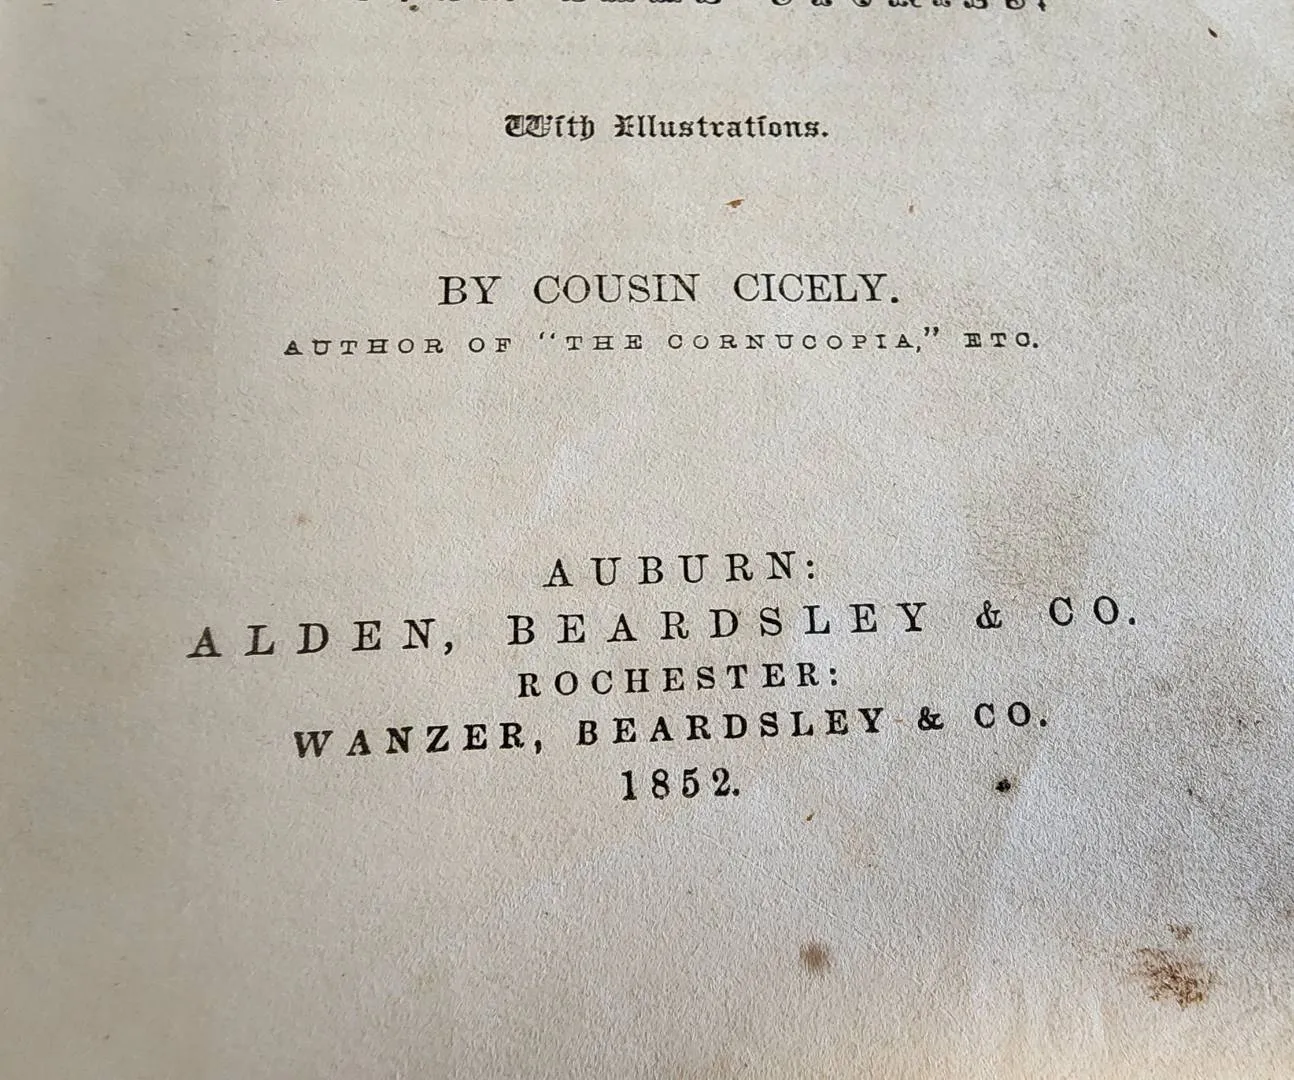 With Illustrations.
BY COUSIN CICELY.
AUTHOR OF “THE CORNUCOPIA,” ETC.
AUBURN:
ALDEN, BEARDSLEY & CO.
ROCHESTER:
WANZER, BEARDSLEY & CO.
1852.